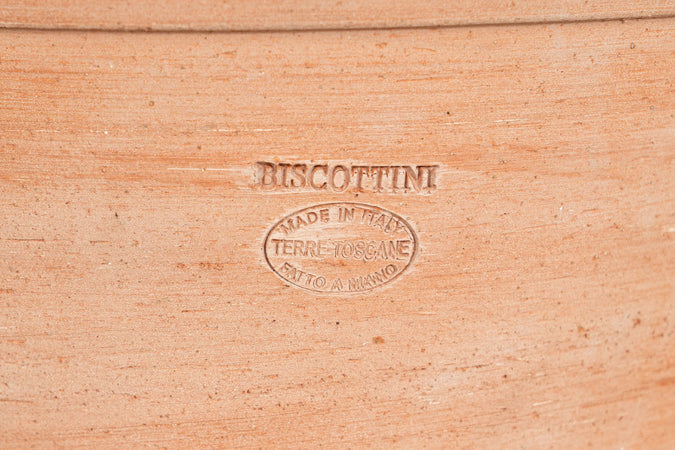 BISCOTTINI
MADE IN ITALY
TERRE TOSCANE
FATTO A MANO